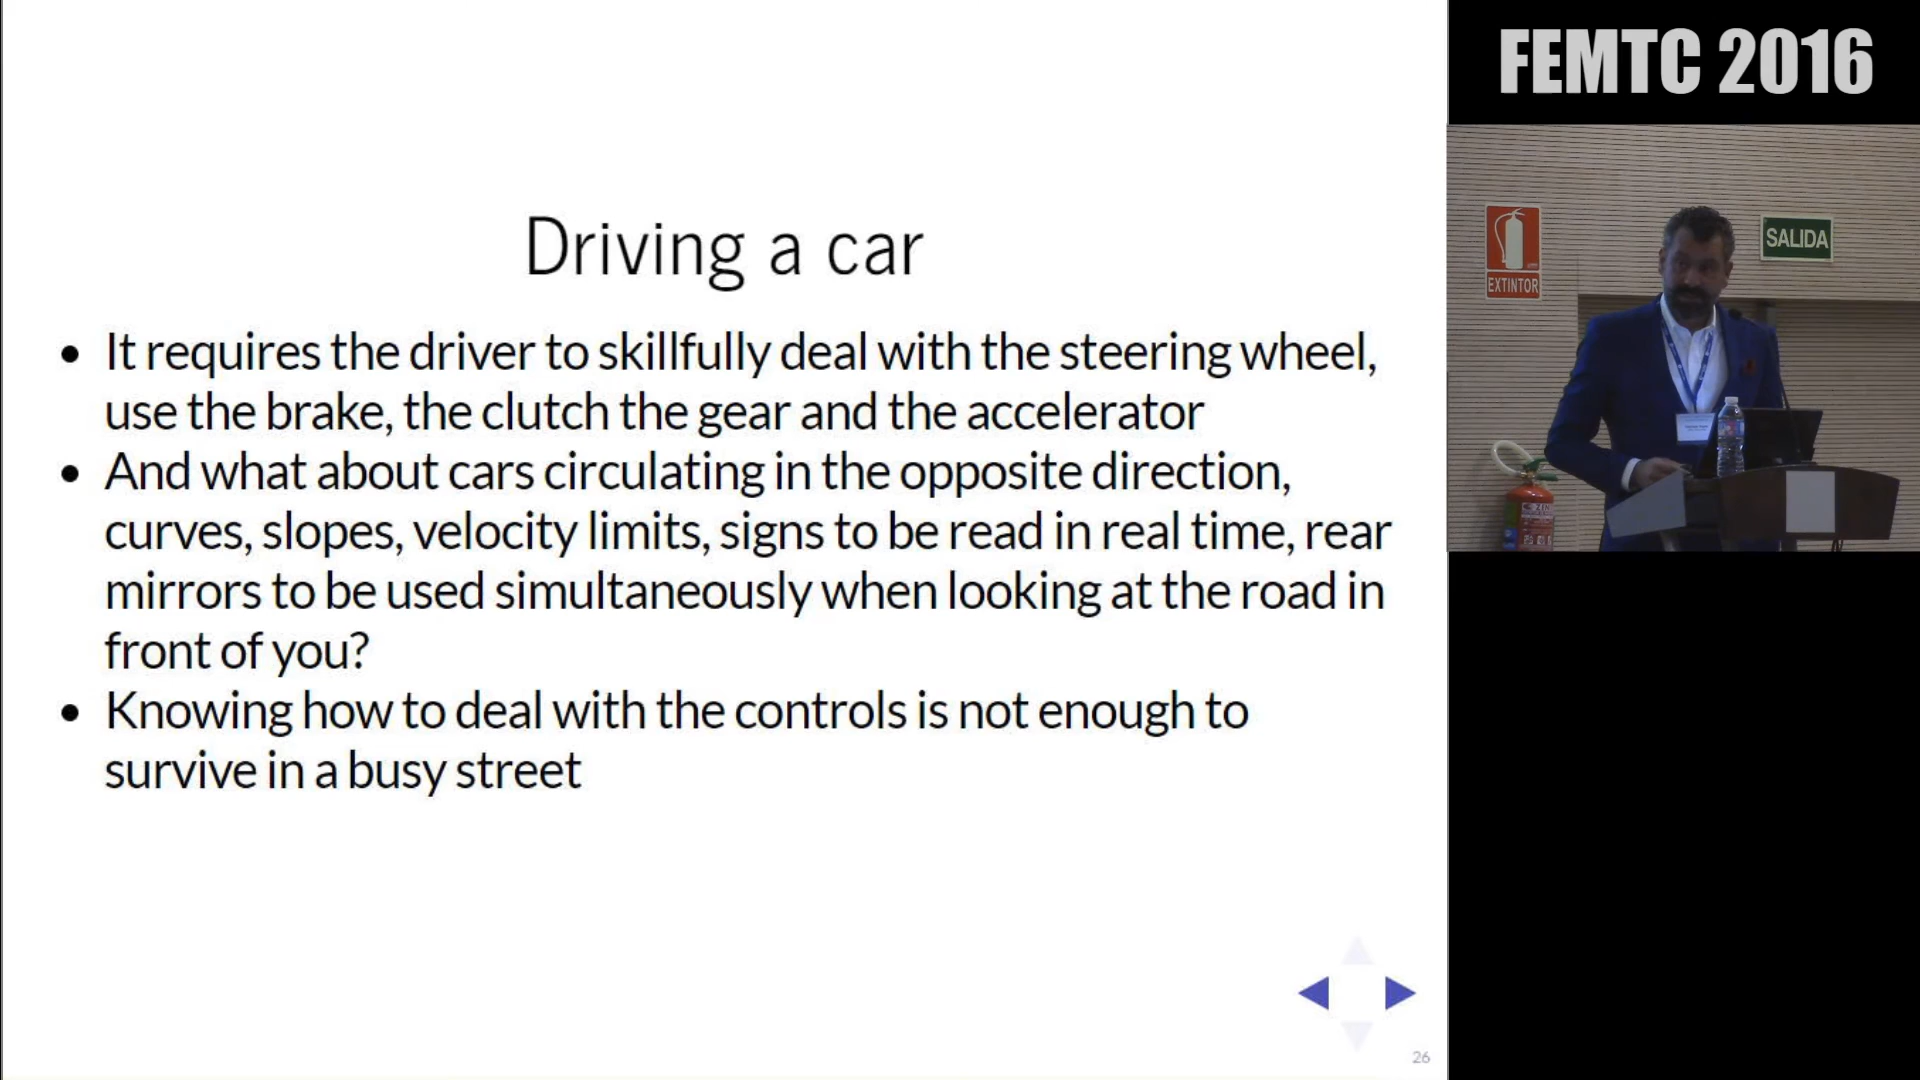 FEMTC 2016
Driving a car
• It requires the driver to skillfully deal with the steering wheel,
use the brake, the clutch the gear and the accelerator
• And what about cars circulating in the opposite direction,
curves, slopes, velocity limits, signs to be read in real time, rear
mirrors to be used simultaneously when looking at the road in
front of you?
• Knowing how to deal with the controls is not enough to
survive in a busy street
26
SALIDA
EXTINTOR